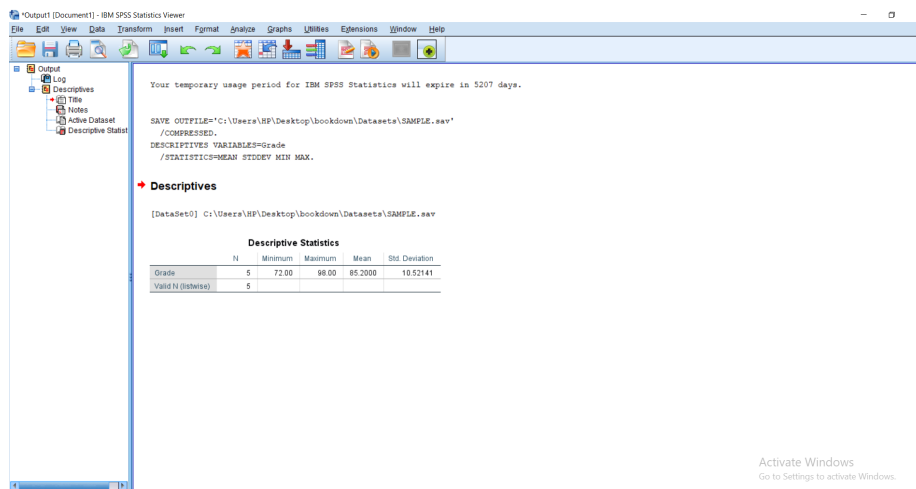 *Output1 [Document1] - IBM SPSS Statistics Viewer
File Edit View Data Transform Insert Format Analyze Graphs Utilities Extensions Window Help
Output
Log
Descriptives
Title
Notes
Active Dataset
Descriptive Statist
Your temporary usage period for IBM SPSS Statistics will expire in 5207 days.
SAVE OUTFILE='C:\Users\HP\Desktop\bookdown\Datasets\SAMPLE.sav'
/COMPRESSED.
DESCRIPTIVES VARIABLES=Grade
/STATISTICS=MEAN STDDEV MIN MAX.
Descriptives
[DataSet0] C:\Users\HP\Desktop\bookdown\Datasets\SAMPLE.sav
Descriptive Statistics
N Minimum Maximum Mean Std. Deviation
Grade 5 72.00 98.00 85.2000 10.52141
Valid N (listwise) 5
Activate Windows
Go to Settings to activate Windows.